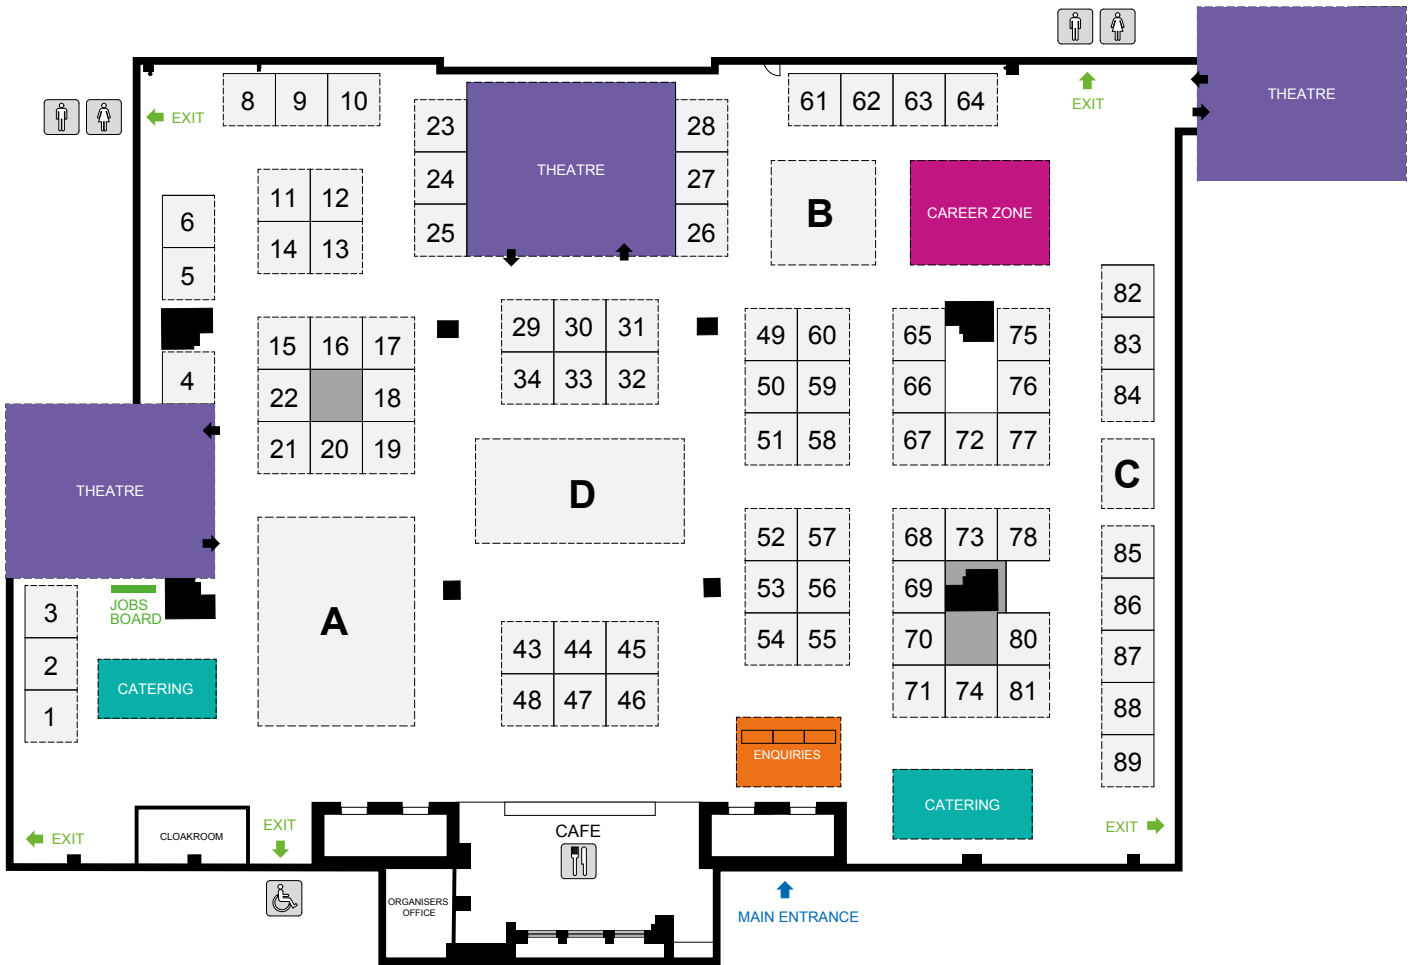 THEATRE
EXIT
8 9 10
61 62 63 64
EXIT
23
24
25
THEATRE
28
27
26
11 12
14 13
6
5
4
B
CAREER ZONE
15 16 17
22 18
21 20 19
29 30 31
34 33 32
49 60
50 59
51 58
65 75
66 76
67 72 77
82
83
84
C
THEATRE
D
A
52 57
53 56
54 55
68 73 78
69
70 80
71 74 81
85
86
87
88
89
3
2
1
JOBS
BOARD
CATERING
43 44 45
48 47 46
ENQUIRIES
CATERING
EXIT
CLOAKROOM
EXIT
CAFE
EXIT
ORGANISERS
OFFICE
MAIN ENTRANCE